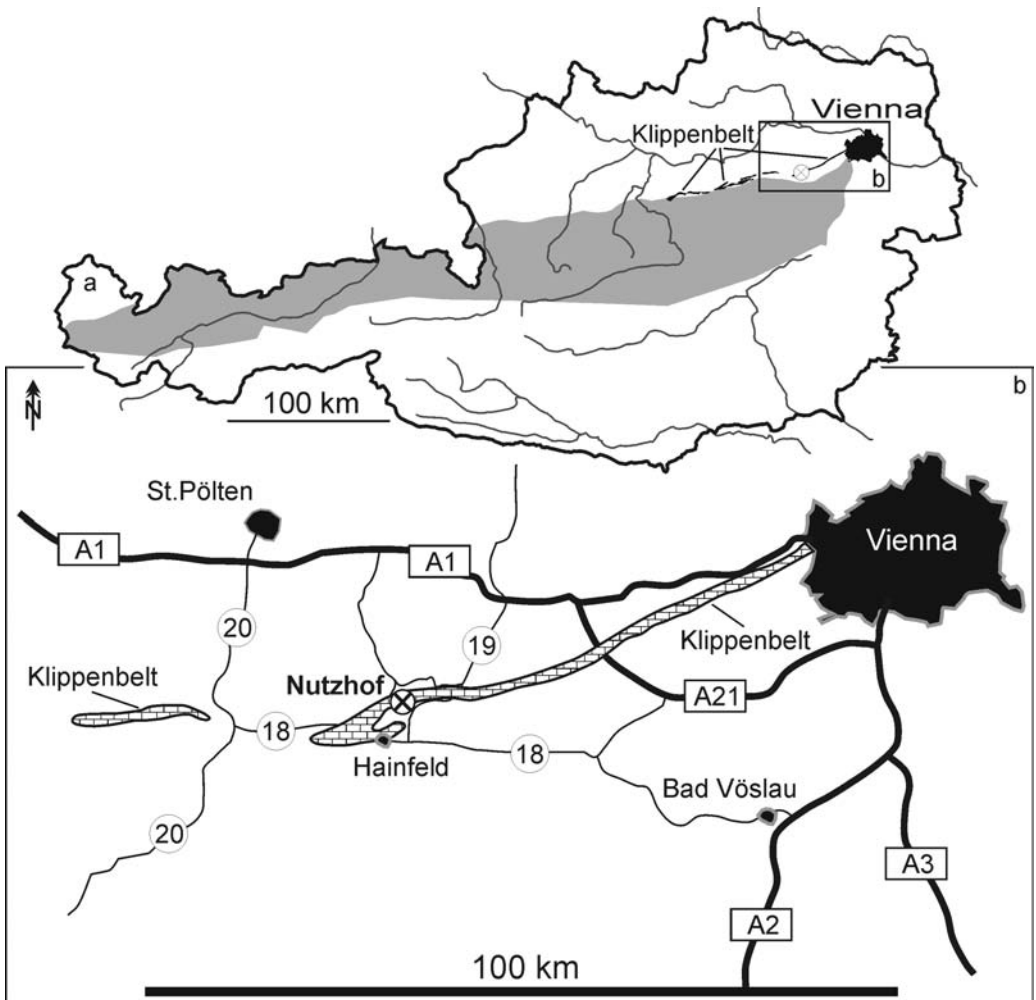 Vienna
Klippenbelt
b
a
100 km
b
N
St.Pölten
A1
A1
Vienna
20
19
Klippenbelt
Klippenbelt
Nutzhof
A21
18
18
Hainfeld
Bad Vöslau
20
A3
A2
100 km